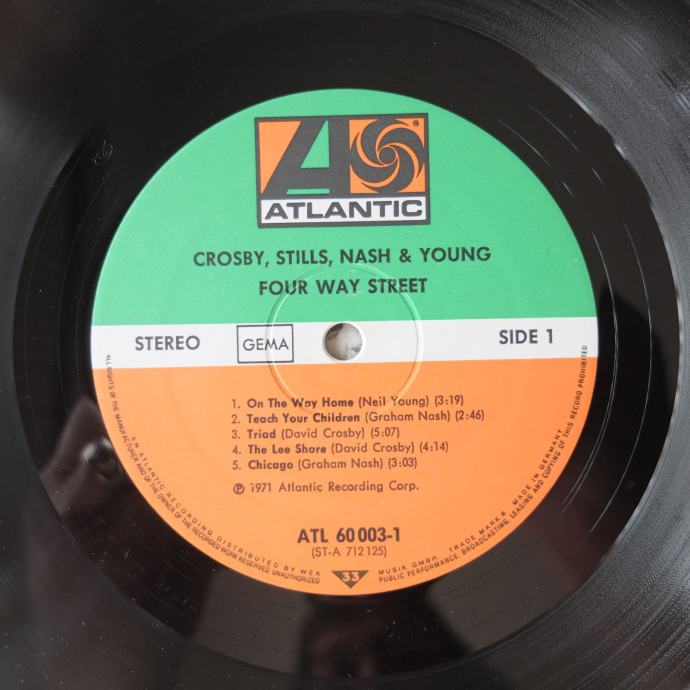 ®
ATLANTIC
CROSBY, STILLS, NASH & YOUNG
FOUR WAY STREET
STEREO
GEMA
SIDE 1
1. On The Way Home (Neil Young) (3:19)
2. Teach Your Children (Graham Nash) (2:46)
3. Triad (David Crosby) (5:07)
4. The Lee Shore (David Crosby) (4:14)
5. Chicago (Graham Nash) (3:03)
℗ 1971 Atlantic Recording Corp.
ATL 60 003-1
(ST-A 712 125)
33
AN ATLANTIC RECORDING DISTRIBUTED BY WEA MUSIK GMBH. TRADE MARK® MADE IN GERMANY
ALL RIGHTS OF THE MANUFACTURER AND OF THE OWNER OF THE RECORDED WORK RESERVED. UNAUTHORIZED PUBLIC PERFORMANCE, BROADCASTING, LEASING AND COPYING OF THIS RECORD PROHIBITED